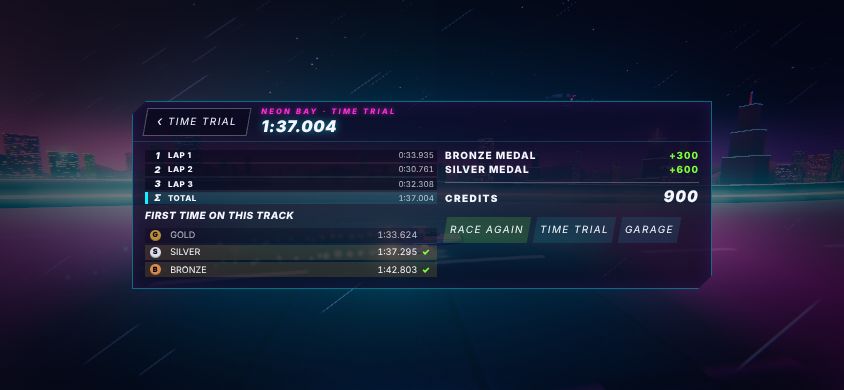 ‹ TIME TRIAL
NEON BAY · TIME TRIAL
1:37.004
1 LAP 1 0:33.935
2 LAP 2 0:30.761
3 LAP 3 0:32.308
Σ TOTAL 1:37.004
FIRST TIME ON THIS TRACK
G GOLD 1:33.624
S SILVER 1:37.295 ✓
B BRONZE 1:42.803 ✓
BRONZE MEDAL +300
SILVER MEDAL +600
CREDITS 900
RACE AGAIN TIME TRIAL GARAGE